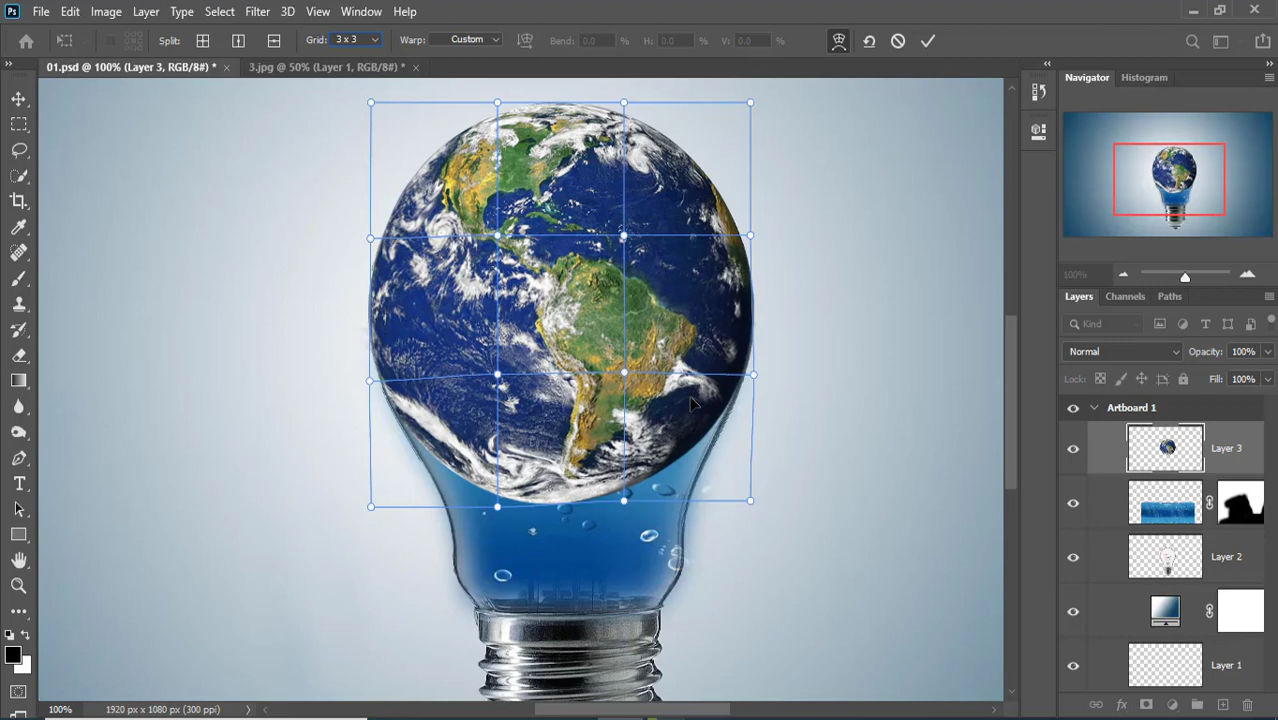 Ps File Edit Image Layer Type Select Filter 3D View Window Help
Split: Grid: 3 x 3 Warp: Custom Bend: 0.0 % H: 0.0 % V: 0.0 %
01.psd @ 100% (Layer 3, RGB/8#) * × 3.jpg @ 50% (Layer 1, RGB/8#) * ×
Navigator Histogram
100%
Layers Channels Paths
Kind
Normal Opacity: 100%
Lock: Fill: 100%
Artboard 1
Layer 3
Layer 2
Layer 1
T
100% 1920 px x 1080 px (300 ppi)